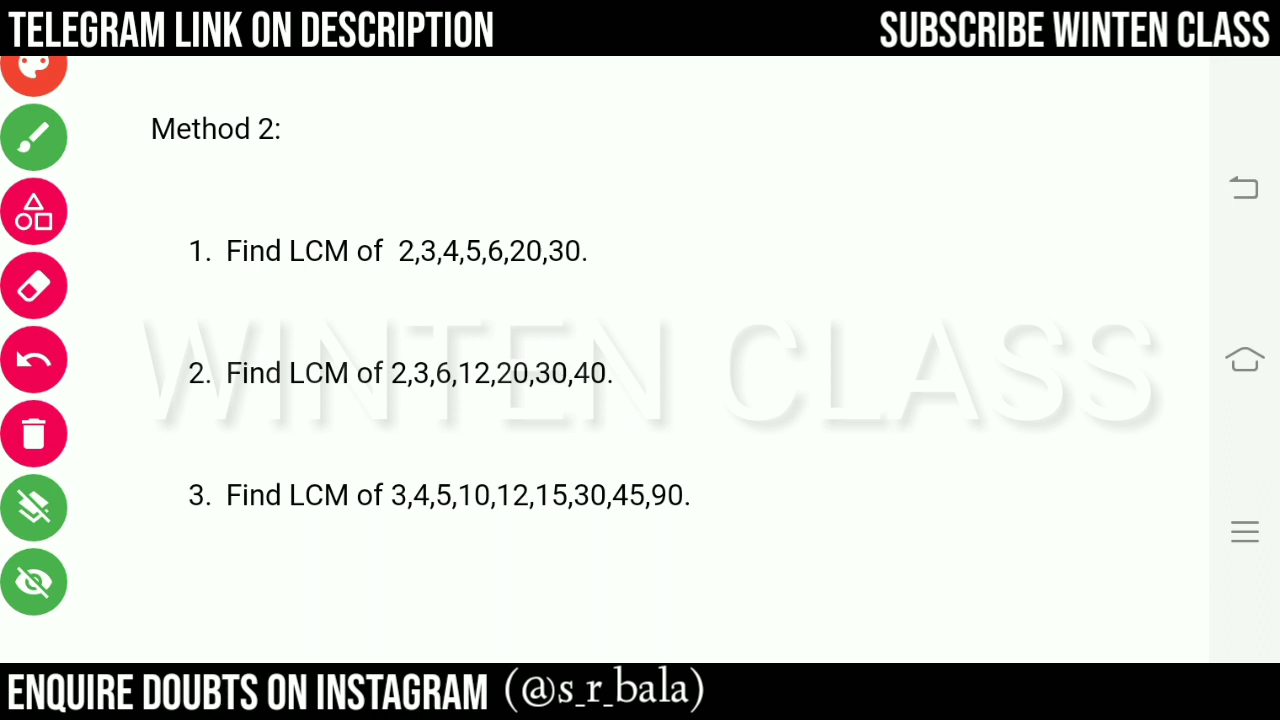 TELEGRAM LINK ON DESCRIPTION
SUBSCRIBE WINTEN CLASS
Method 2:
1. Find LCM of 2,3,4,5,6,20,30.
WINTEN CLASS
2. Find LCM of 2,3,6,12,20,30,40.
3. Find LCM of 3,4,5,10,12,15,30,45,90.
ENQUIRE DOUBTS ON INSTAGRAM (@s_r_bala)